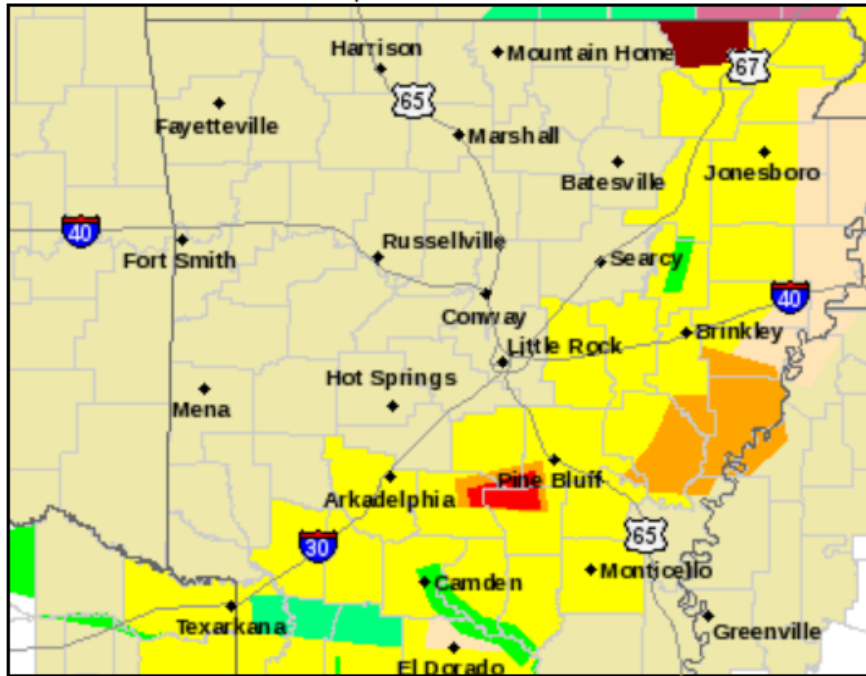 Harrison
Mountain Home
67
65
Fayetteville
Marshall
Jonesboro
Batesville
40
Russellville
Fort Smith
Searcy
40
Conway
Brinkley
Little Rock
Hot Springs
Mena
Pine Bluff
Arkadelphia
65
30
Monticello
Camden
Texarkana
Greenville
El Dorado